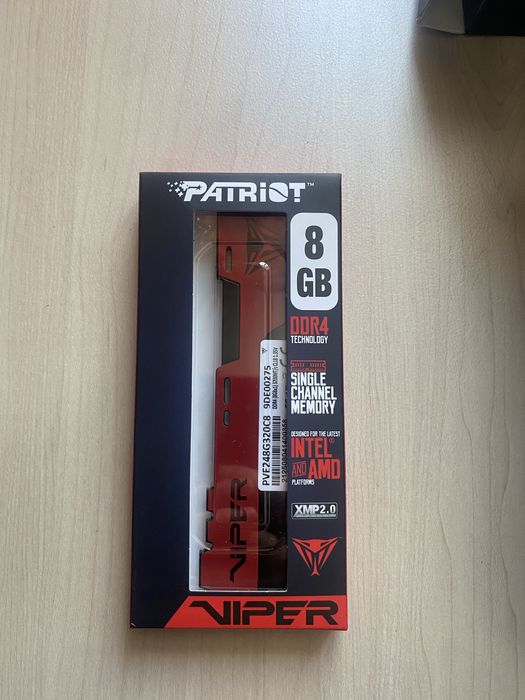 PATRIOT™
8
GB
DDR4
TECHNOLOGY
SINGLE
CHANNEL
MEMORY
DESIGNED FOR THE LATEST
INTEL®
AND AMD
PLATFORMS
XMP2.0
PVE248G320C8 9DE00275
VIPER
VIPER